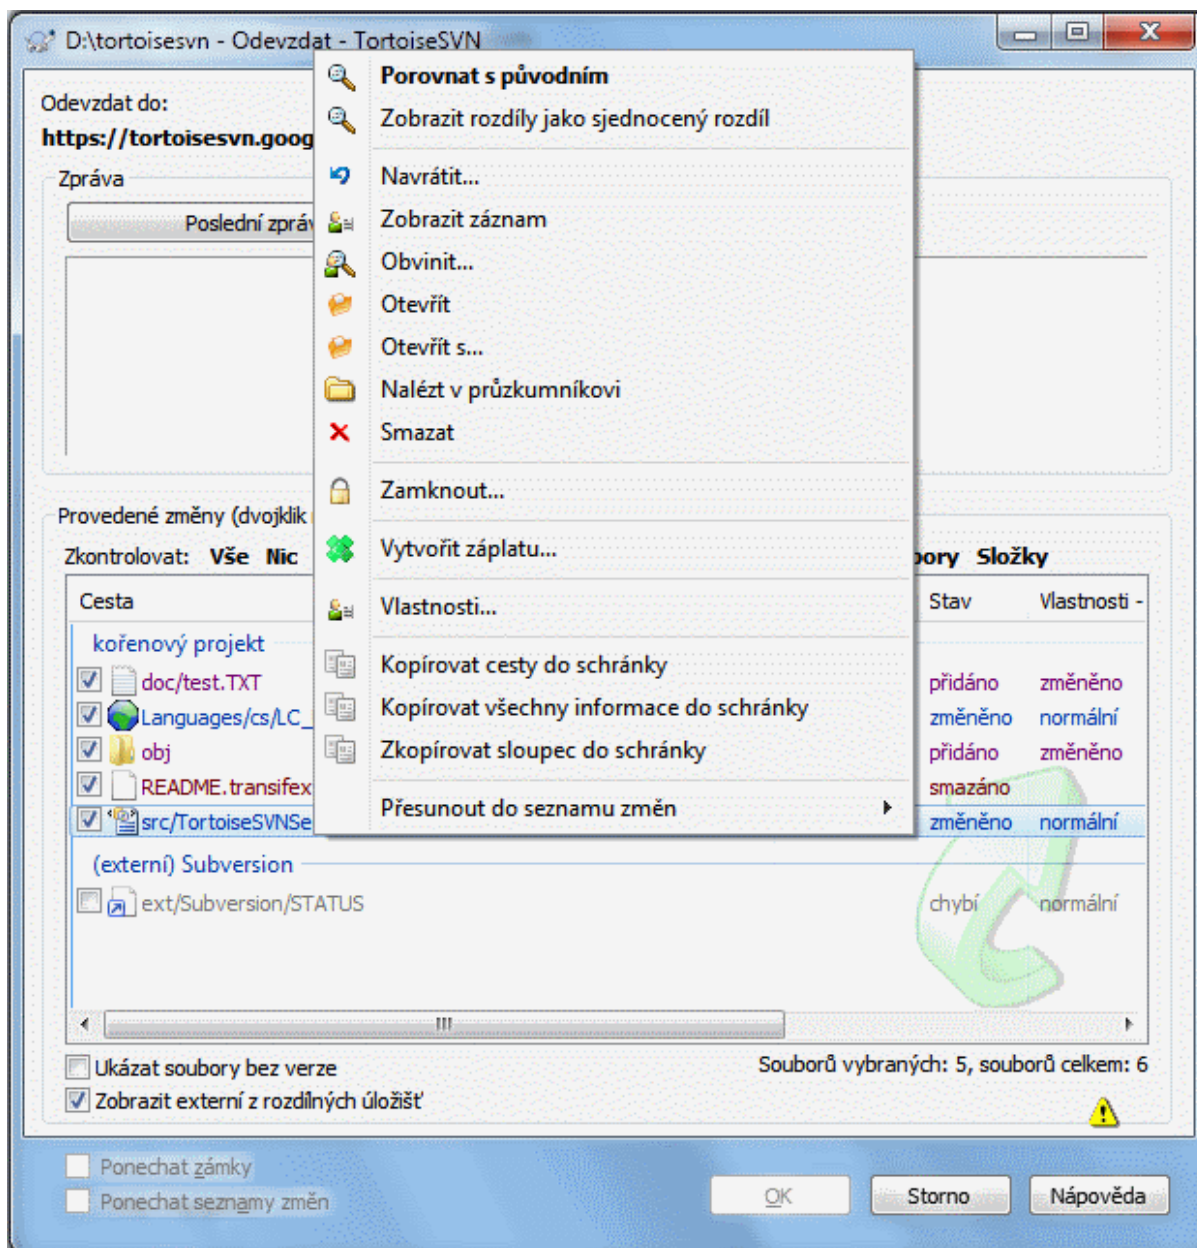 D:\tortoisesvn - Odevzdat - TortoiseSVN
Odevzdat do:
https://tortoisesvn.goog
Zpráva
Poslední zpráv
Porovnat s původním
Zobrazit rozdíly jako sjednocený rozdíl
Navrátit...
Zobrazit záznam
Obvinit...
Otevřít
Otevřít s...
Nalézt v průzkumníkovi
Smazat
Zamknout...
Vytvořit záplatu...
Vlastnosti...
Kopírovat cesty do schránky
Kopírovat všechny informace do schránky
Zkopírovat sloupec do schránky
Přesunout do seznamu změn
Provedené změny (dvojklik
Zkontrolovat: Vše Nic bory Složky
Cesta Stav Vlastnosti -
kořenový projekt
doc/test.TXT přidáno změněno
Languages/cs/LC_ změněno normální
obj přidáno změněno
README.transifex smazáno
src/TortoiseSVNSe změněno normální
(externí) Subversion
ext/Subversion/STATUS chybí normální
Ukázat soubory bez verze
Souborů vybraných: 5, souborů celkem: 6
Zobrazit externí z rozdílných úložišť
Ponechat zámky
Ponechat seznamy změn
OK Storno Nápověda